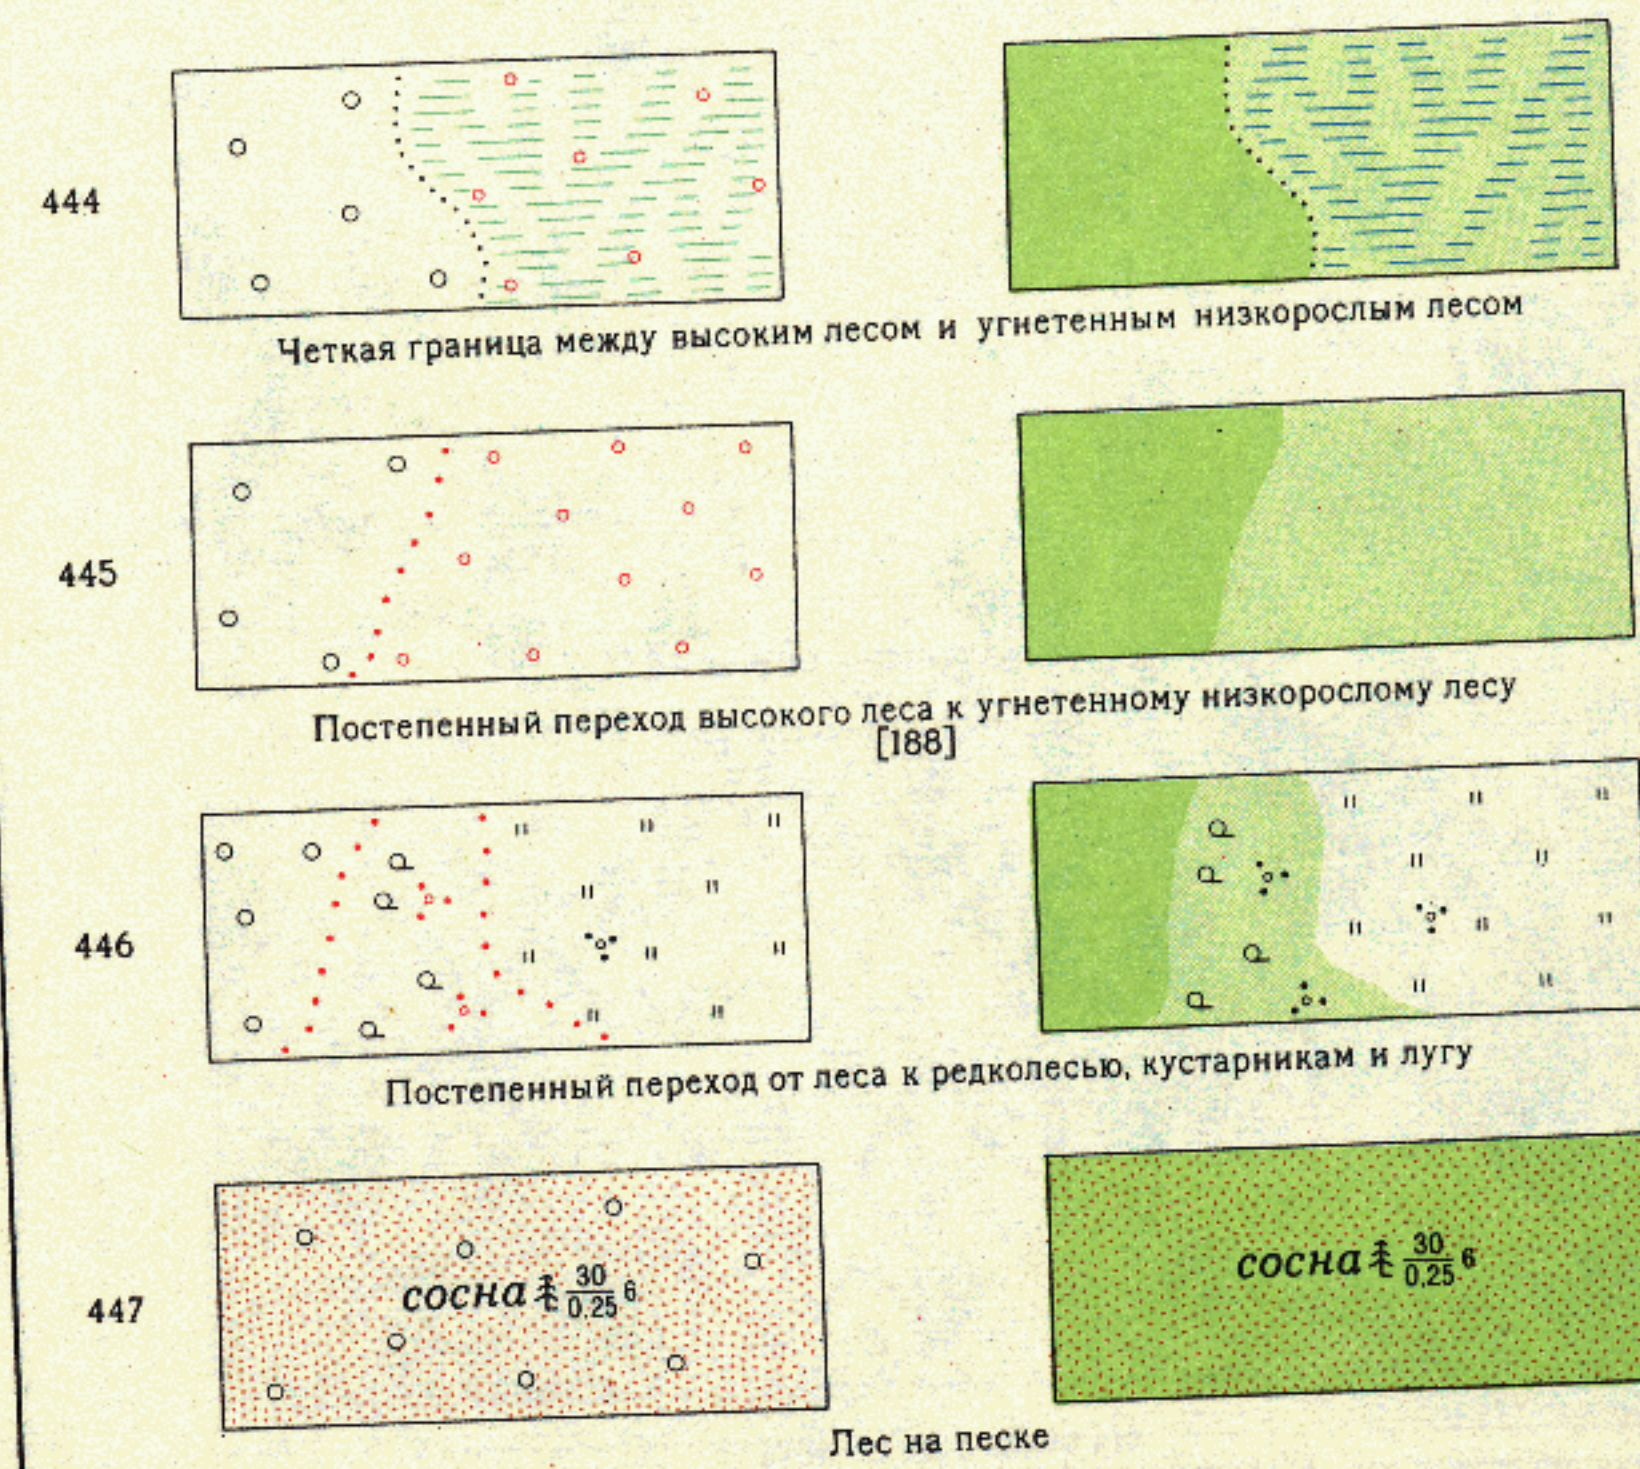 444
Четкая граница между высоким лесом и угнетенным низкорослым лесом
445
Постепенный переход высокого леса к угнетенному низкорослому лесу
[188]
446
Постепенный переход от леса к редколесью, кустарникам и лугу
447
сосна 30/0,25 6
сосна 30/0,25 6
Лес на песке